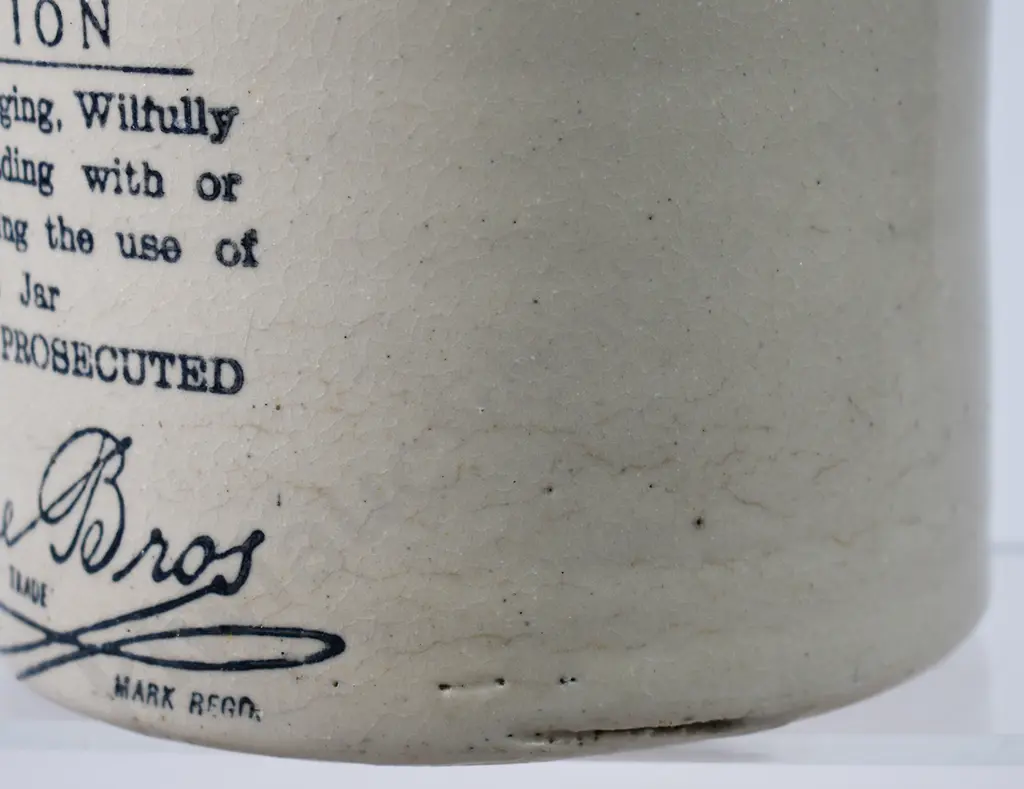 ION
ging, Wilfully
ding with or
ng the use of
Jar
PROSECUTED
e Bros
TRADE
MARK REGD.